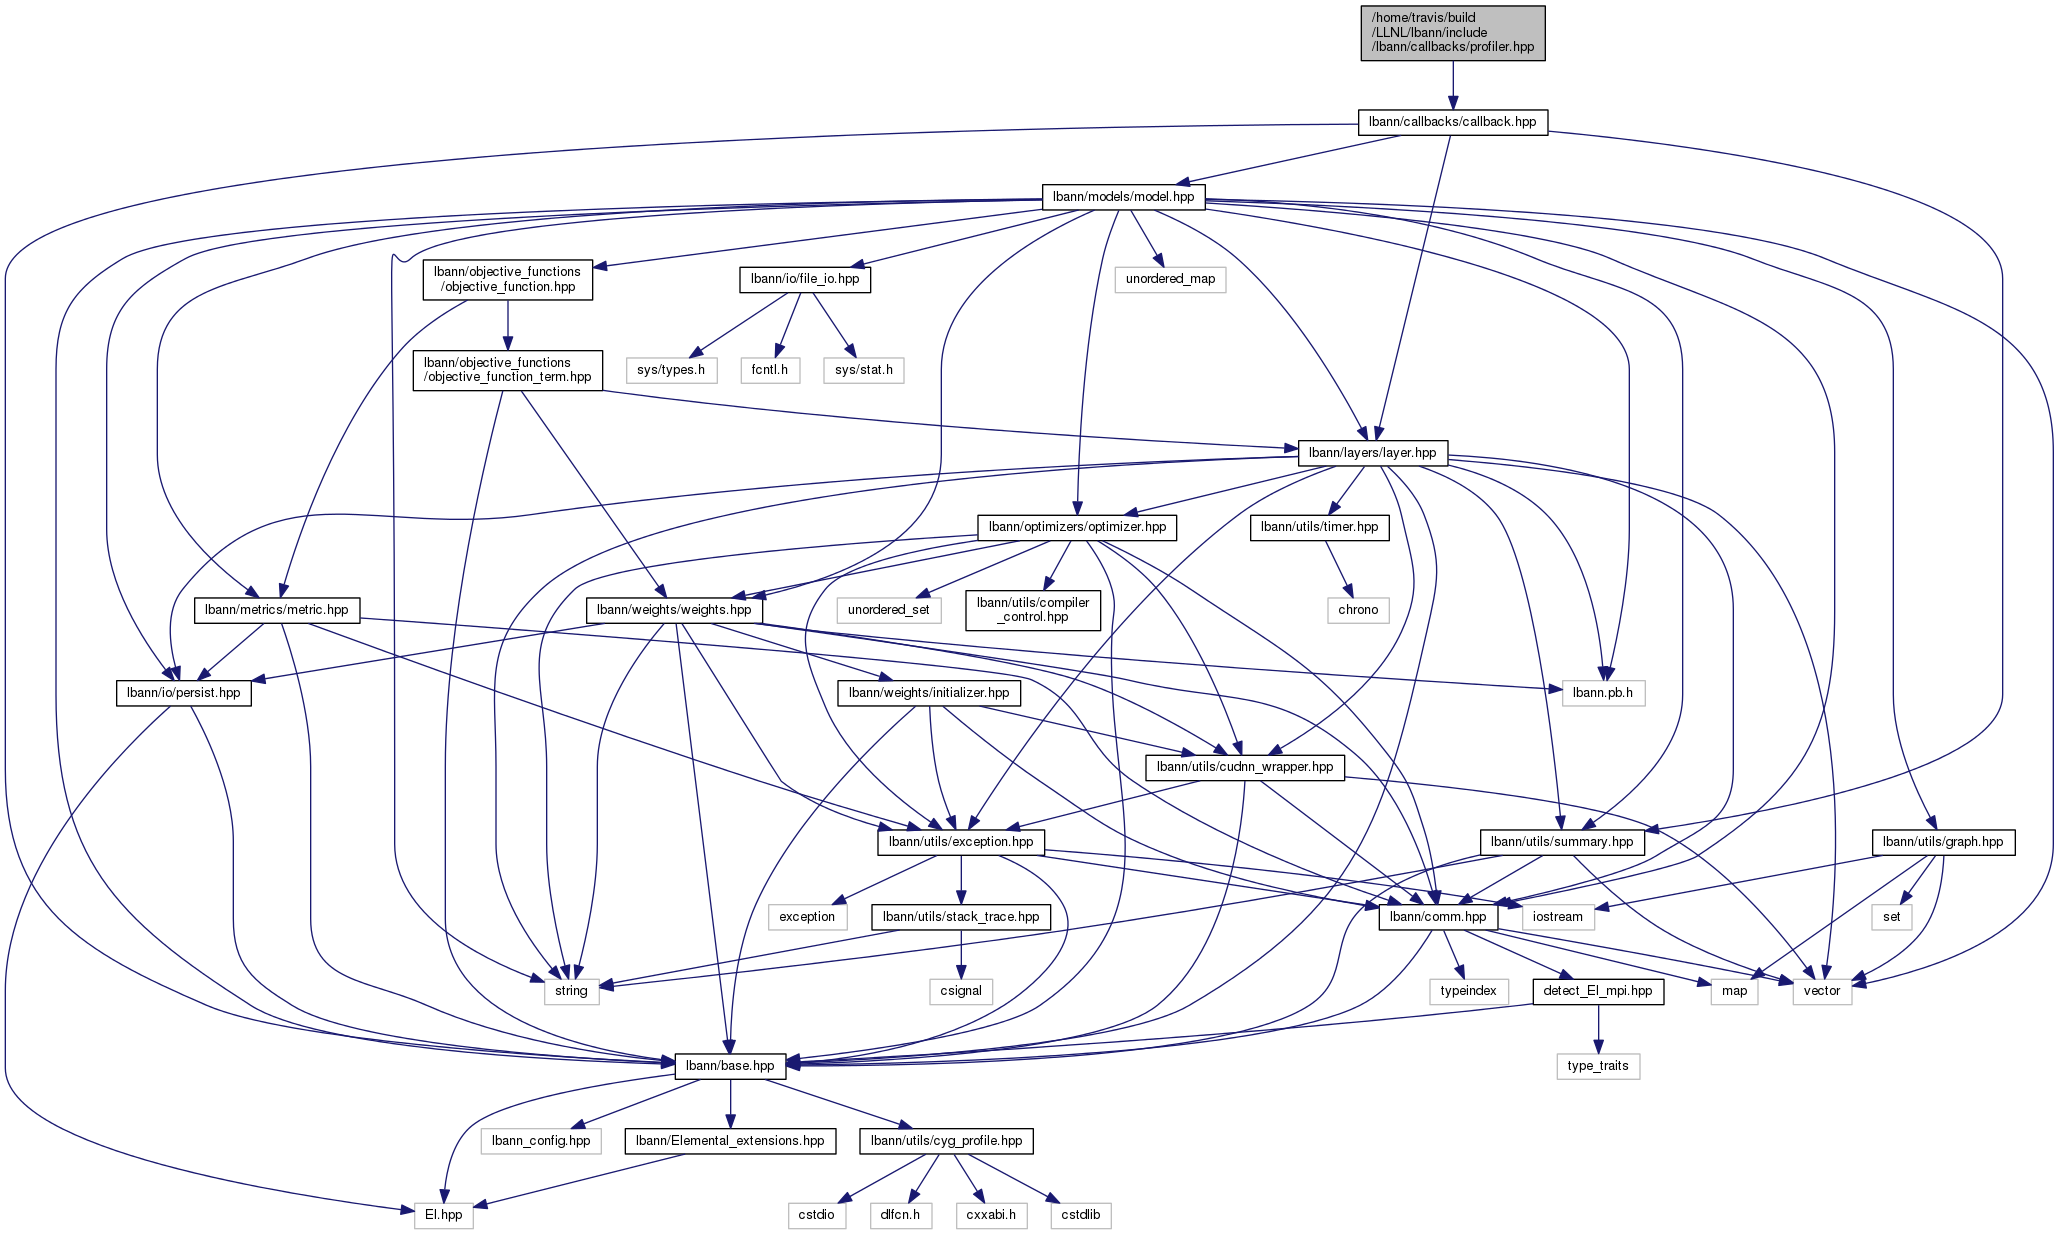 /home/travis/build
/LLNL/lbann/include
/lbann/callbacks/profiler.hpp
lbann/callbacks/callback.hpp
lbann/models/model.hpp
lbann/objective_functions
/objective_function.hpp
lbann/io/file_io.hpp
unordered_map
lbann/objective_functions
/objective_function_term.hpp
sys/types.h
fcntl.h
sys/stat.h
lbann/layers/layer.hpp
lbann/optimizers/optimizer.hpp
lbann/utils/timer.hpp
lbann/metrics/metric.hpp
lbann/weights/weights.hpp
unordered_set
lbann/utils/compiler
_control.hpp
chrono
lbann/io/persist.hpp
lbann/weights/initializer.hpp
lbann.pb.h
lbann/utils/cudnn_wrapper.hpp
lbann/utils/exception.hpp
lbann/utils/summary.hpp
lbann/utils/graph.hpp
exception
lbann/utils/stack_trace.hpp
lbann/comm.hpp
iostream
set
string
csignal
typeindex
detect_El_mpi.hpp
map
vector
lbann/base.hpp
type_traits
lbann_config.hpp
lbann/Elemental_extensions.hpp
lbann/utils/cyg_profile.hpp
El.hpp
cstdio
dlfcn.h
cxxabi.h
cstdlib